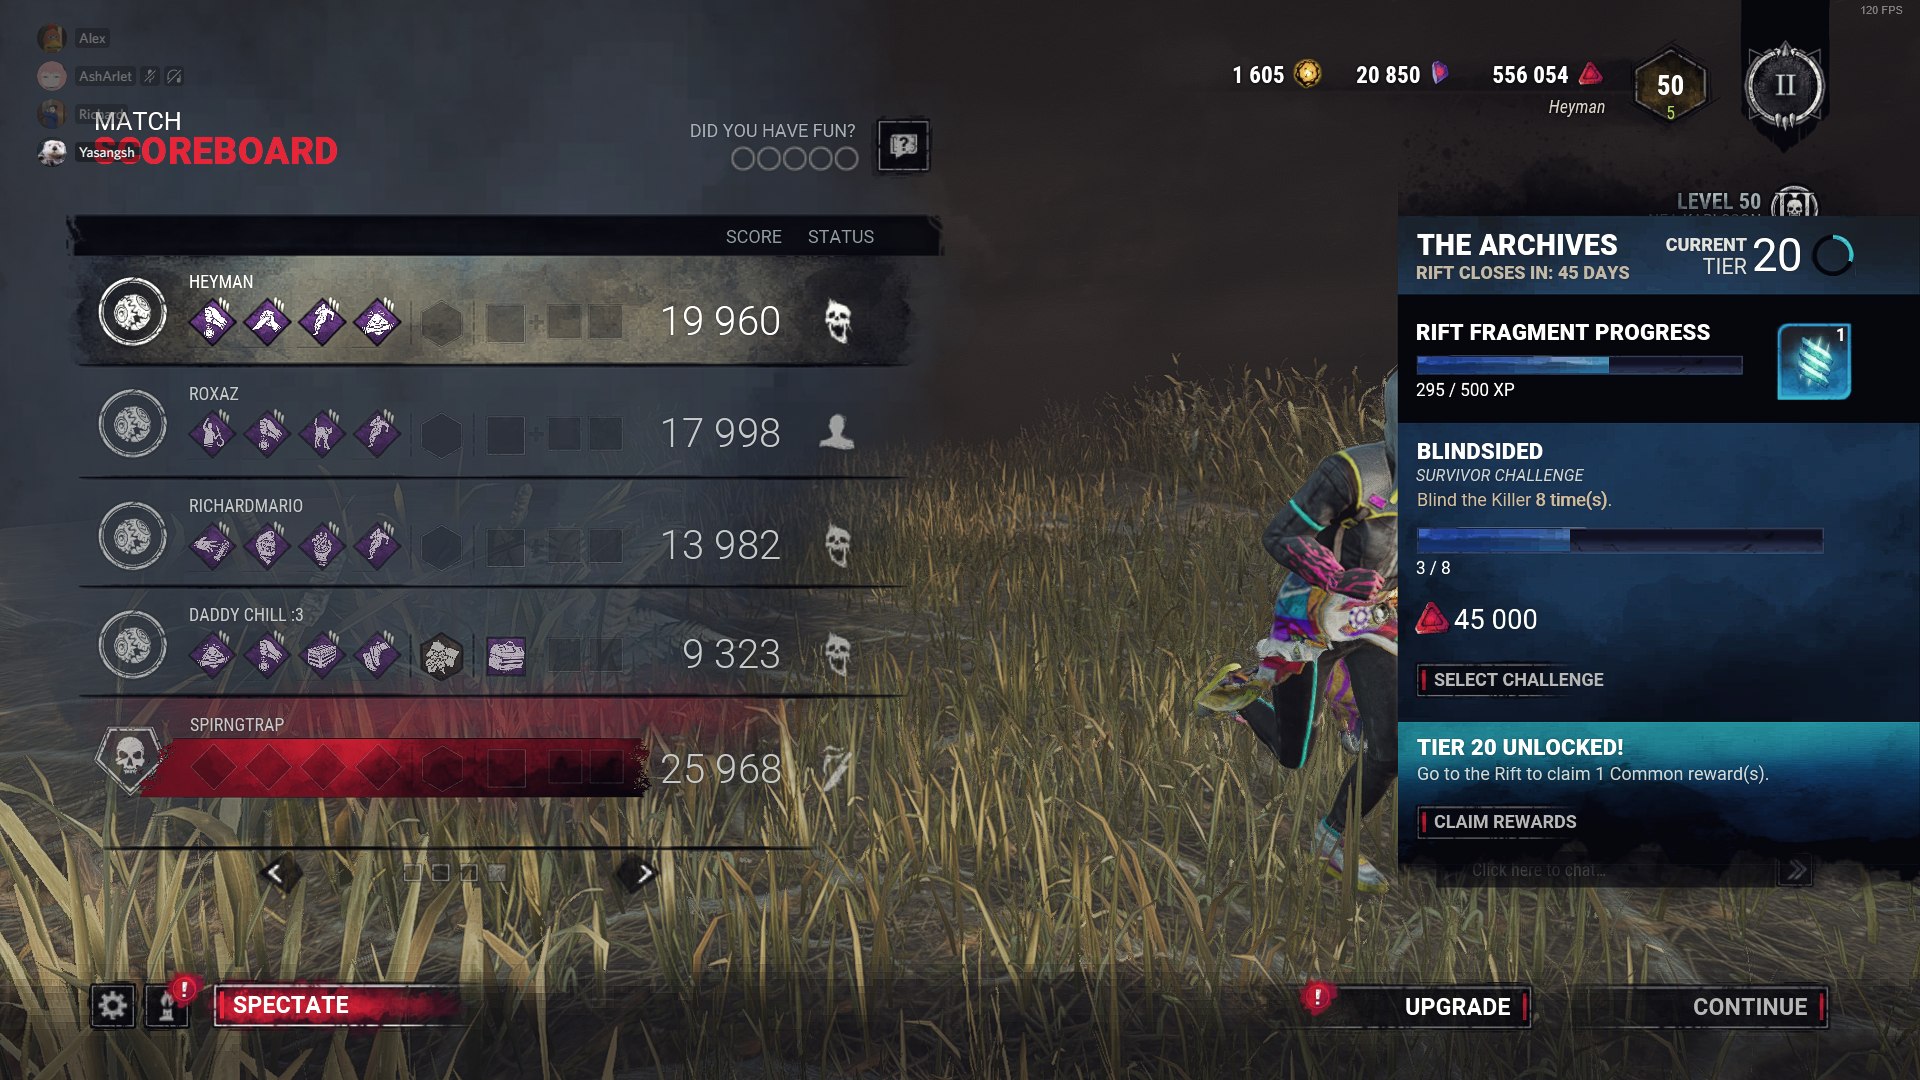 120 FPS
Alex
AshArlet
Richard
Yasangsh
MATCH
SCOREBOARD
DID YOU HAVE FUN?
1 605
20 850
556 054
Heyman
50
5
II
LEVEL 50
SCORE STATUS
HEYMAN
19 960
ROXAZ
17 998
RICHARDMARIO
13 982
DADDY CHILL :3
9 323
SPIRNGTRAP
25 968
THE ARCHIVES
RIFT CLOSES IN: 45 DAYS
CURRENT
TIER 20
RIFT FRAGMENT PROGRESS
1
295 / 500 XP
BLINDSIDED
SURVIVOR CHALLENGE
Blind the Killer 8 time(s).
3 / 8
45 000
SELECT CHALLENGE
TIER 20 UNLOCKED!
Go to the Rift to claim 1 Common reward(s).
CLAIM REWARDS
Click here to chat...
SPECTATE
UPGRADE
CONTINUE